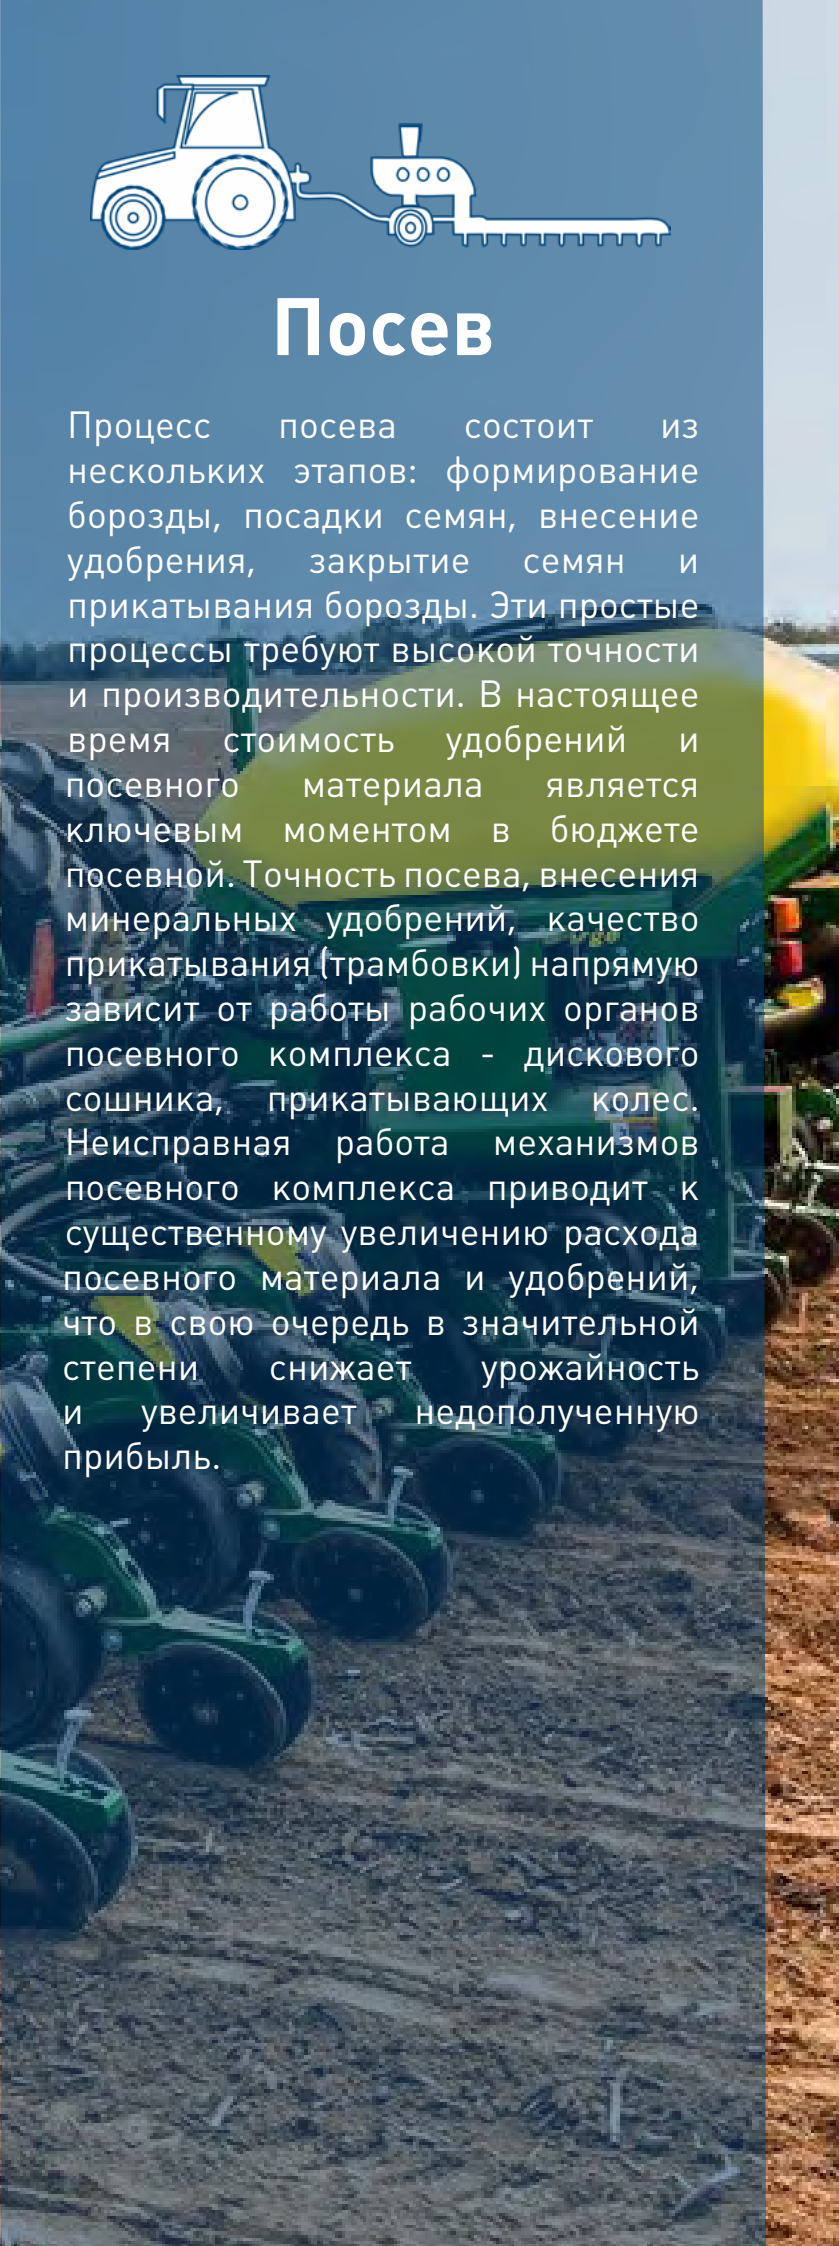 Посев
Процесс посева состоит из
нескольких этапов: формирование
борозды, посадки семян, внесение
удобрения, закрытие семян и
прикатывания борозды. Эти простые
процессы требуют высокой точности
и производительности. В настоящее
время стоимость удобрений и
посевного материала является
ключевым моментом в бюджете
посевной. Точность посева, внесения
минеральных удобрений, качество
прикатывания (трамбовки) напрямую
зависит от работы рабочих органов
посевного комплекса - дискового
сошника, прикатывающих колес.
Неисправная работа механизмов
посевного комплекса приводит к
существенному увеличению расхода
посевного материала и удобрений,
что в свою очередь в значительной
степени снижает урожайность
и увеличивает недополученную
прибыль.